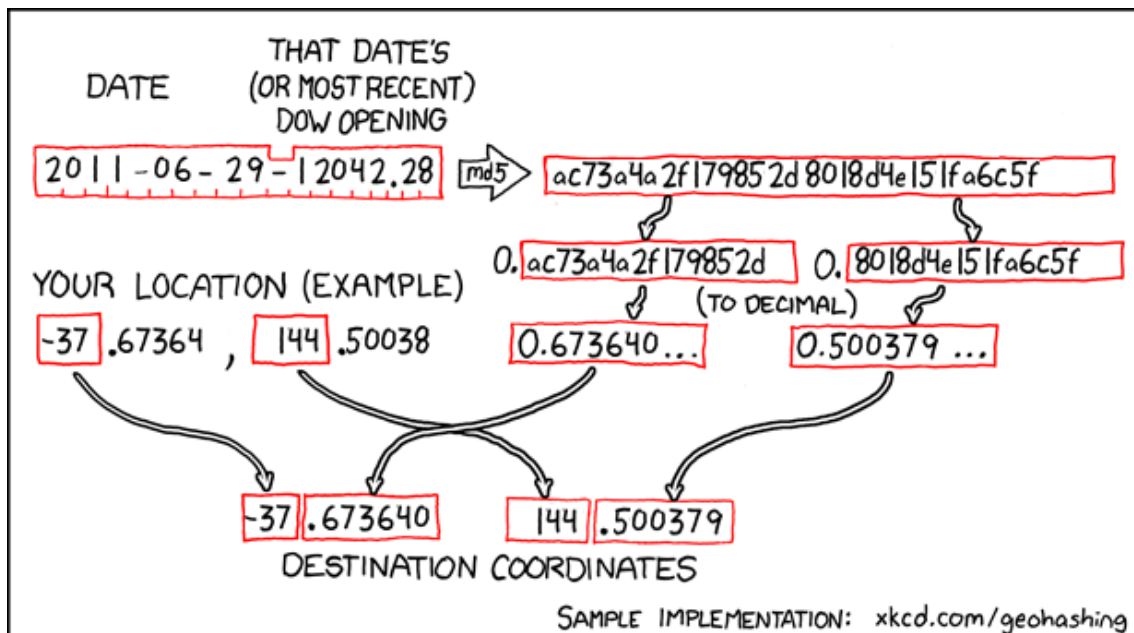 DATE
THAT DATE'S
(OR MOST RECENT)
DOW OPENING
2011-06-29-12042.28
md5
ac73a4a2f179852d8018d4e151fa6c5f
0.ac73a4a2f179852d
0.8018d4e151fa6c5f
YOUR LOCATION (EXAMPLE)
(TO DECIMAL)
-37.67364, 144.50038
0.673640...
0.500379...
-37.673640
144.500379
DESTINATION COORDINATES
SAMPLE IMPLEMENTATION: xkcd.com/geohashing